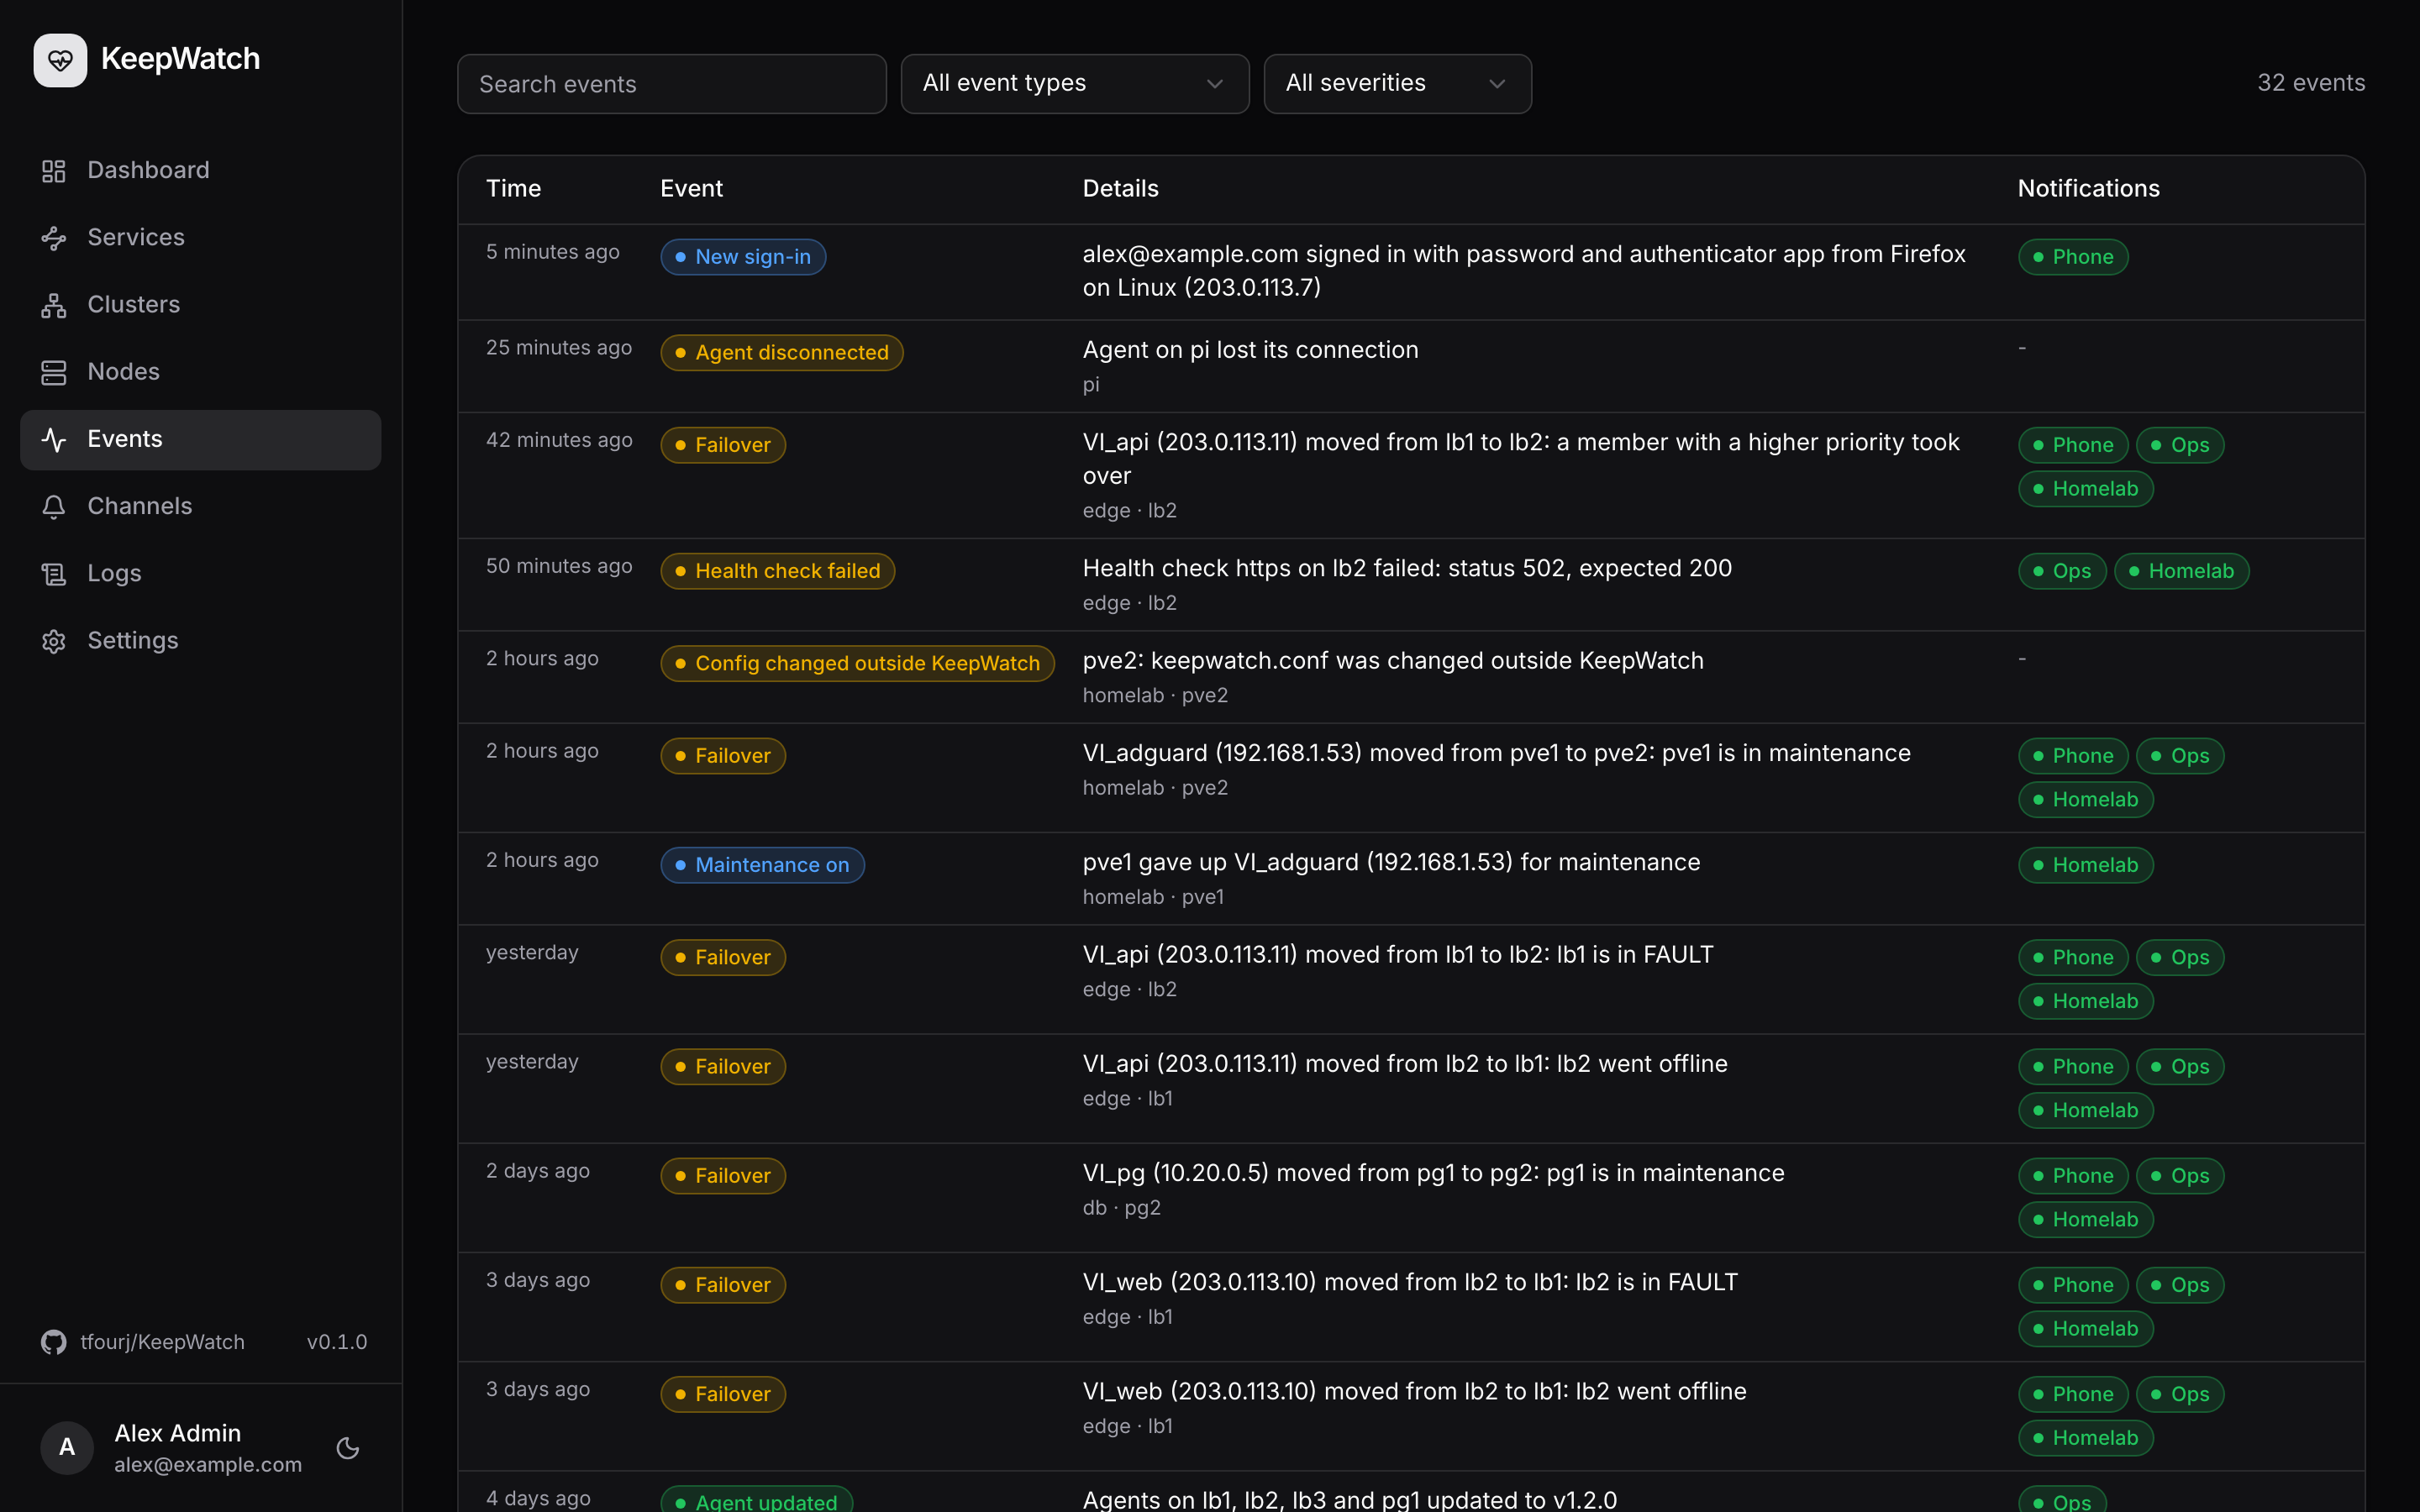 KeepWatch
Dashboard
Services
Clusters
Nodes
Events
Channels
Logs
Settings
tfourj/KeepWatch v0.1.0
A
Alex Admin
alex@example.com
Search events
All event types
All severities
32 events
Time Event Details Notifications
5 minutes ago New sign-in alex@example.com signed in with password and authenticator app from Firefox Phone
on Linux (203.0.113.7)
25 minutes ago Agent disconnected Agent on pi lost its connection -
pi
42 minutes ago Failover VI_api (203.0.113.11) moved from lb1 to lb2: a member with a higher priority took Phone Ops
over Homelab
edge · lb2
50 minutes ago Health check failed Health check https on lb2 failed: status 502, expected 200 Ops Homelab
edge · lb2
2 hours ago Config changed outside KeepWatch pve2: keepwatch.conf was changed outside KeepWatch -
homelab · pve2
2 hours ago Failover VI_adguard (192.168.1.53) moved from pve1 to pve2: pve1 is in maintenance Phone Ops
homelab · pve2 Homelab
2 hours ago Maintenance on pve1 gave up VI_adguard (192.168.1.53) for maintenance Homelab
homelab · pve1
yesterday Failover VI_api (203.0.113.11) moved from lb1 to lb2: lb1 is in FAULT Phone Ops
edge · lb2 Homelab
yesterday Failover VI_api (203.0.113.11) moved from lb2 to lb1: lb2 went offline Phone Ops
edge · lb1 Homelab
2 days ago Failover VI_pg (10.20.0.5) moved from pg1 to pg2: pg1 is in maintenance Phone Ops
db · pg2 Homelab
3 days ago Failover VI_web (203.0.113.10) moved from lb2 to lb1: lb2 is in FAULT Phone Ops
edge · lb1 Homelab
3 days ago Failover VI_web (203.0.113.10) moved from lb2 to lb1: lb2 went offline Phone Ops
edge · lb1 Homelab
4 days ago Agent updated Agents on lb1, lb2, lb3 and pg1 updated to v1.2.0 Ops